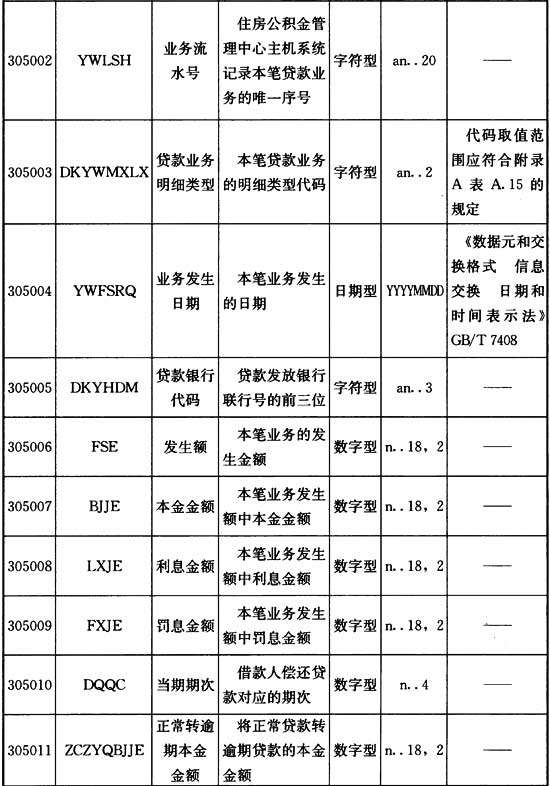 305002
YWLSH
业务流
水号
住房公积金管
理中心主机系统
记录本笔贷款业
务的唯一序号
字符型
an..20
——
305003
DKYWMXLX
贷款业务
明细类型
本笔贷款业务
的明细类型代码
字符型
an..2
代码取值范
围应符合附录
A 表 A.15 的
规定
305004
YWFSRQ
业务发生
日期
本笔业务发生
的日期
日期型
YYYYMMDD
《数据元和交
换格式 信息
交换 日期和
时间表示法》
GB/T 7408
305005
DKYHDM
贷款银行
代码
贷款发放银行
联行号的前三位
字符型
an..3
——
305006
FSE
发生额
本笔业务的发
生金额
数字型
n..18, 2
——
305007
BJJE
本金金额
本笔业务发生
额中本金金额
数字型
n..18, 2
——
305008
LXJE
利息金额
本笔业务发生
额中利息金额
数字型
n..18, 2
——
305009
FXJE
罚息金额
本笔业务发生
额中罚息金额
数字型
n..18, 2
——
305010
DQQC
当期期次
借款人偿还贷
款对应的期次
数字型
n..4
——
305011
ZCZYQBJJE
正常转逾
期本金
金额
将正常贷款转
逾期贷款的本金
金额
数字型
n..18, 2
——